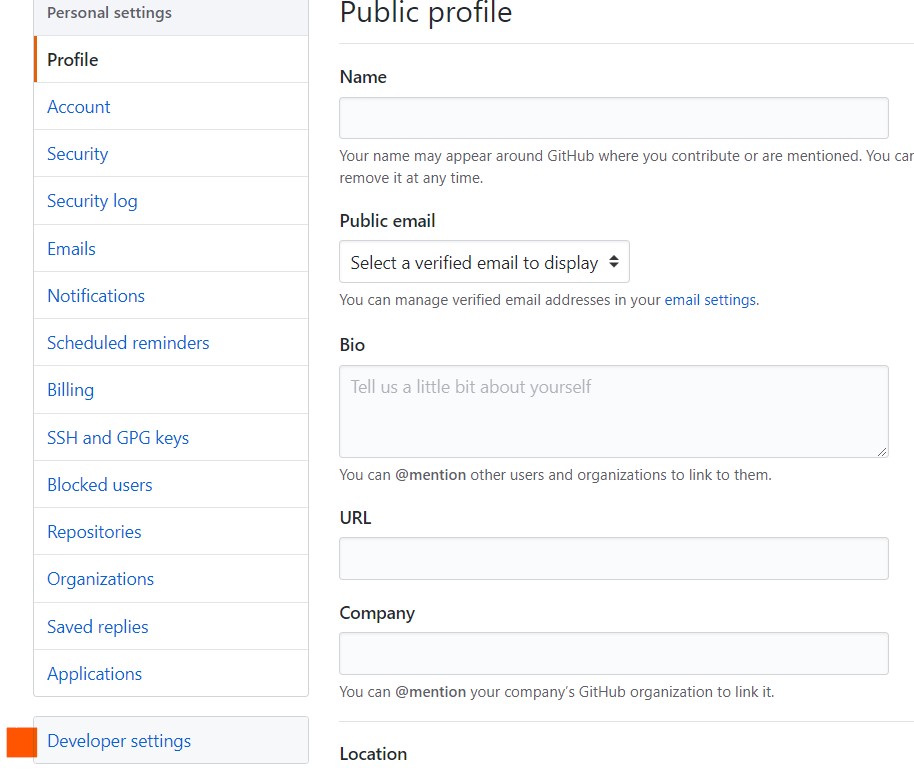 Personal settings
Profile
Account
Security
Security log
Emails
Notifications
Scheduled reminders
Billing
SSH and GPG keys
Blocked users
Repositories
Organizations
Saved replies
Applications
Developer settings
Public profile
Name
Your name may appear around GitHub where you contribute or are mentioned. You can
remove it at any time.
Public email
Select a verified email to display
You can manage verified email addresses in your email settings.
Bio
Tell us a little bit about yourself
You can @mention other users and organizations to link to them.
URL
Company
You can @mention your company's GitHub organization to link it.
Location